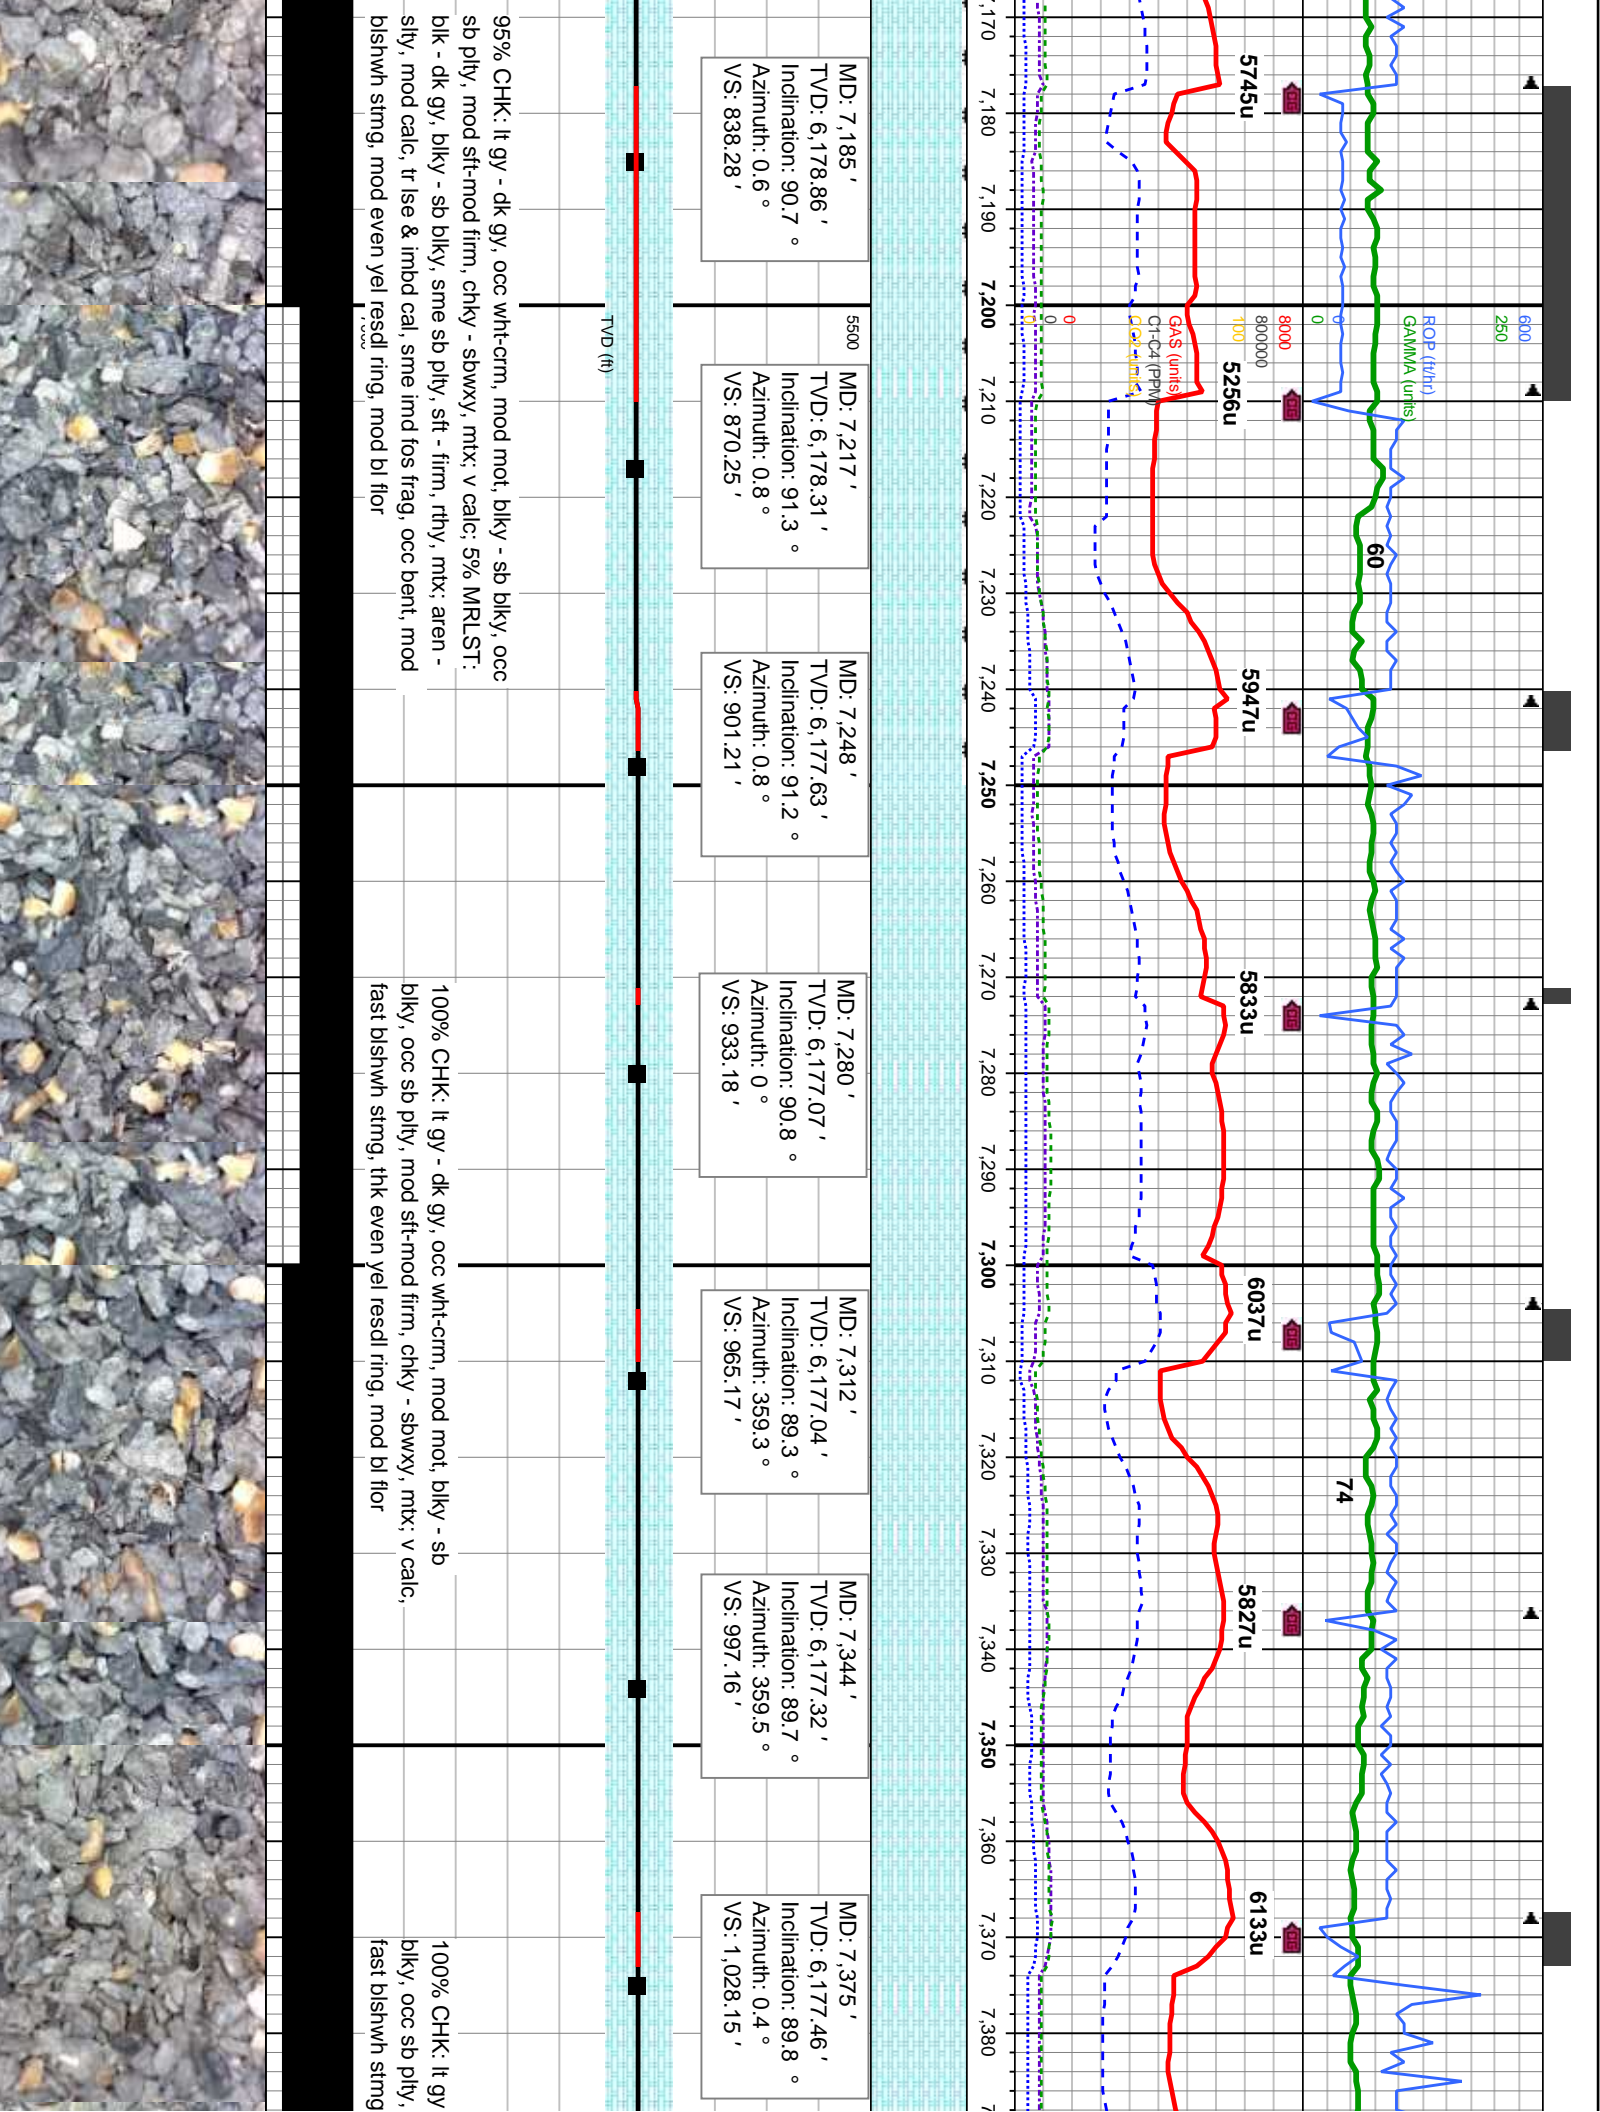 600
250
ROP (ft/hr)
GAMMA (units)
0
0
60
74
8000
800000
100
GAS (units)
C1-C4 (PPM)
CO2 (units)
0
0
0
5745u
5256u
5947u
5833u
6037u
5827u
6133u
7,170
7,180
7,190
7,200
7,210
7,220
7,230
7,240
7,250
7,260
7,270
7,280
7,290
7,300
7,310
7,320
7,330
7,340
7,350
7,360
7,370
7,380
5500
MD: 7,185 '
TVD: 6,178.86 '
Inclination: 90.7 °
Azimuth: 0.6 °
VS: 838.28 '
MD: 7,217 '
TVD: 6,178.31 '
Inclination: 91.3 °
Azimuth: 0.8 °
VS: 870.25 '
MD: 7,248 '
TVD: 6,177.63 '
Inclination: 91.2 °
Azimuth: 0.8 °
VS: 901.21 '
MD: 7,280 '
TVD: 6,177.07 '
Inclination: 90.8 °
Azimuth: 0 °
VS: 933.18 '
MD: 7,312 '
TVD: 6,177.04 '
Inclination: 89.3 °
Azimuth: 359.3 °
VS: 965.17 '
MD: 7,344 '
TVD: 6,177.32 '
Inclination: 89.7 °
Azimuth: 359.5 °
VS: 997.16 '
MD: 7,375 '
TVD: 6,177.46 '
Inclination: 89.8 °
Azimuth: 0.4 °
VS: 1,028.15 '
TVD (ft)
95% CHK: lt gy - dk gy, occ wht-crm, mod mot, blky - sb blky, occ
sb plty, mod sft-mod firm, chky - sbwxy, mtx; v calc; 5% MRLST:
blk - dk gy, blky - sb blky, sme sb plty, sft - firm, rthy, mtx; aren -
slty, mod calc, tr lse & imbd cal, sme imd fos frag, occ bent, mod
blshwh stmg, mod even yel resdl ring, mod bl flor
100% CHK: lt gy - dk gy, occ wht-crm, mod mot, blky - sb
blky, occ sb plty, mod sft-mod firm, chky - sbwxy, mtx; v calc,
fast blshwh stmg, thk even yel resdl ring, mod bl flor
100% CHK: lt gy
blky, occ sb plty,
fast blshwh stmg